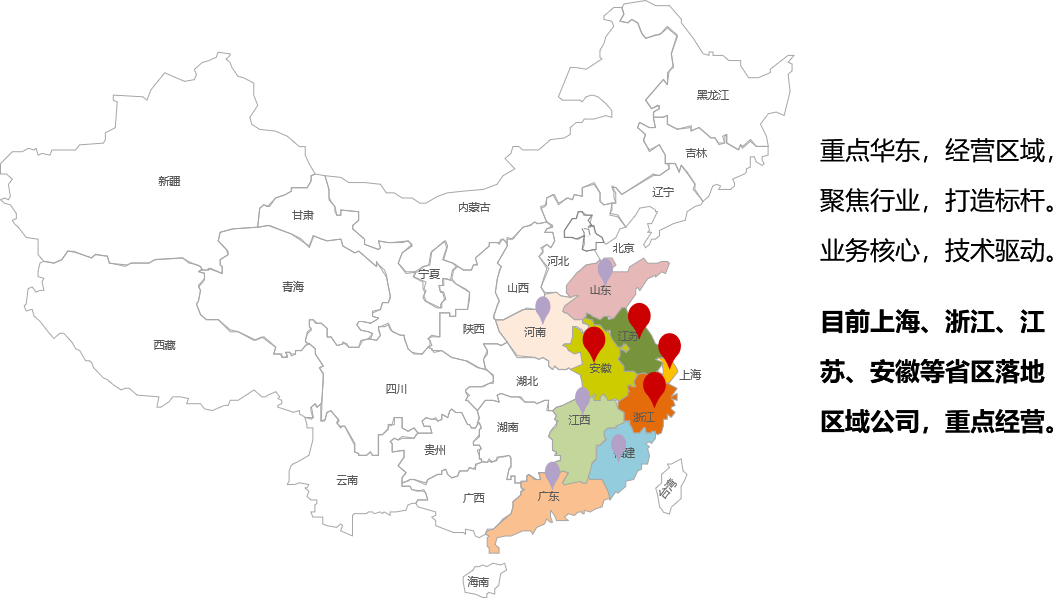 黑龙江
吉林
新疆
辽宁
内蒙古
甘肃
北京
河北
宁夏
青海
山西
山东
陕西
河南
江苏
西藏
安徽
上海
湖北
四川
浙江
江西
湖南
贵州
建
云南
广西
广东
台湾
海南
重点华东，经营区域，
聚焦行业，打造标杆。
业务核心，技术驱动。
目前上海、浙江、江
苏、安徽等省区落地
区域公司，重点经营。